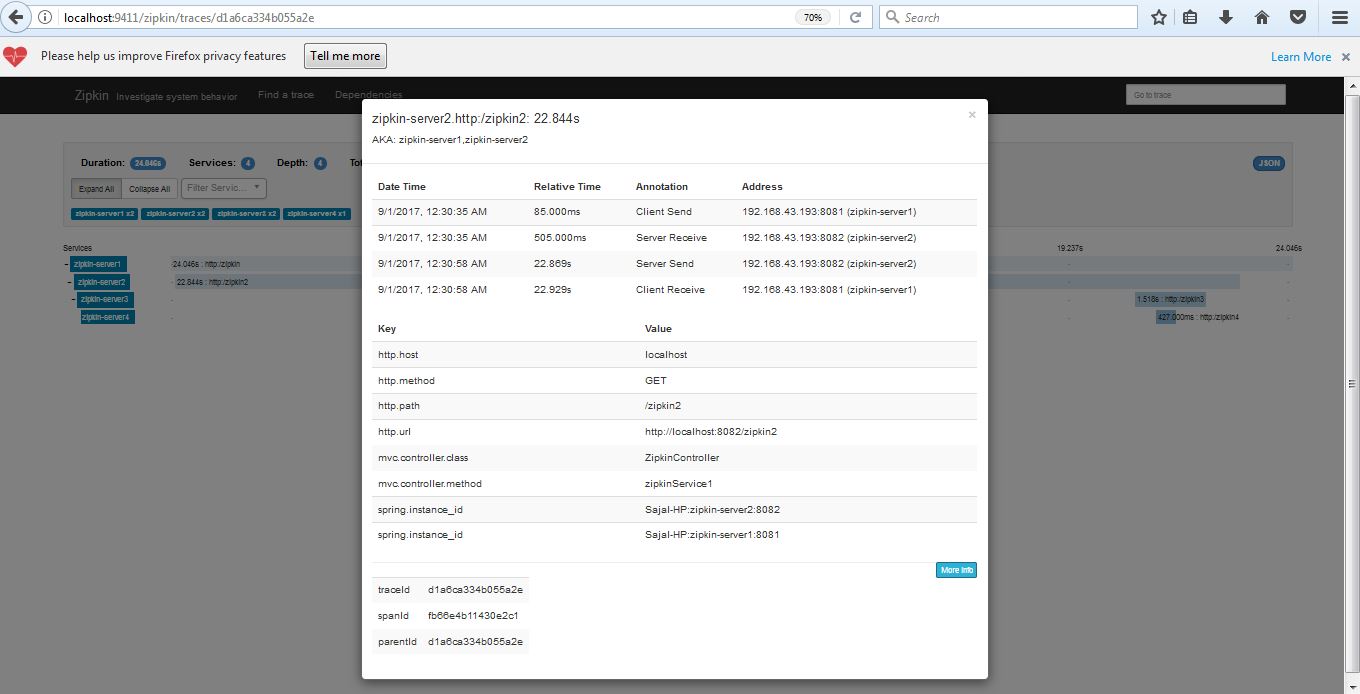 localhost:9411/zipkin/traces/d1a6ca334b055a2e 70% Search
Please help us improve Firefox privacy features Tell me more Learn More
Zipkin Investigate system behavior Find a trace Dependencies Go to trace
zipkin-server2.http:/zipkin2: 22.844s ×
AKA: zipkin-server1,zipkin-server2
Duration: 24.046s Services: 4 Depth: 4 Tot JSON
Expand All Collapse All Filter Servic...
zipkin-server1 x2 zipkin-server2 x2 zipkin-server3 x2 zipkin-server4 x1
Date Time Relative Time Annotation Address
9/1/2017, 12:30:35 AM 85.000ms Client Send 192.168.43.193:8081 (zipkin-server1)
9/1/2017, 12:30:35 AM 505.000ms Server Receive 192.168.43.193:8082 (zipkin-server2)
9/1/2017, 12:30:58 AM 22.869s Server Send 192.168.43.193:8082 (zipkin-server2)
9/1/2017, 12:30:58 AM 22.929s Client Receive 192.168.43.193:8081 (zipkin-server1)
Services 19.237s 24.046s
- zipkin-server1 24.046s : http:/zipkin
- zipkin-server2 22.844s : http:/zipkin2
- zipkin-server3 1.518s : http:/zipkin3
zipkin-server4 427.000ms : http:/zipkin4
Key Value
http.host localhost
http.method GET
http.path /zipkin2
http.url http://localhost:8082/zipkin2
mvc.controller.class ZipkinController
mvc.controller.method zipkinService1
spring.instance_id Sajal-HP:zipkin-server2:8082
spring.instance_id Sajal-HP:zipkin-server1:8081
More Info
traceId d1a6ca334b055a2e
spanId fb66e4b11430e2c1
parentId d1a6ca334b055a2e